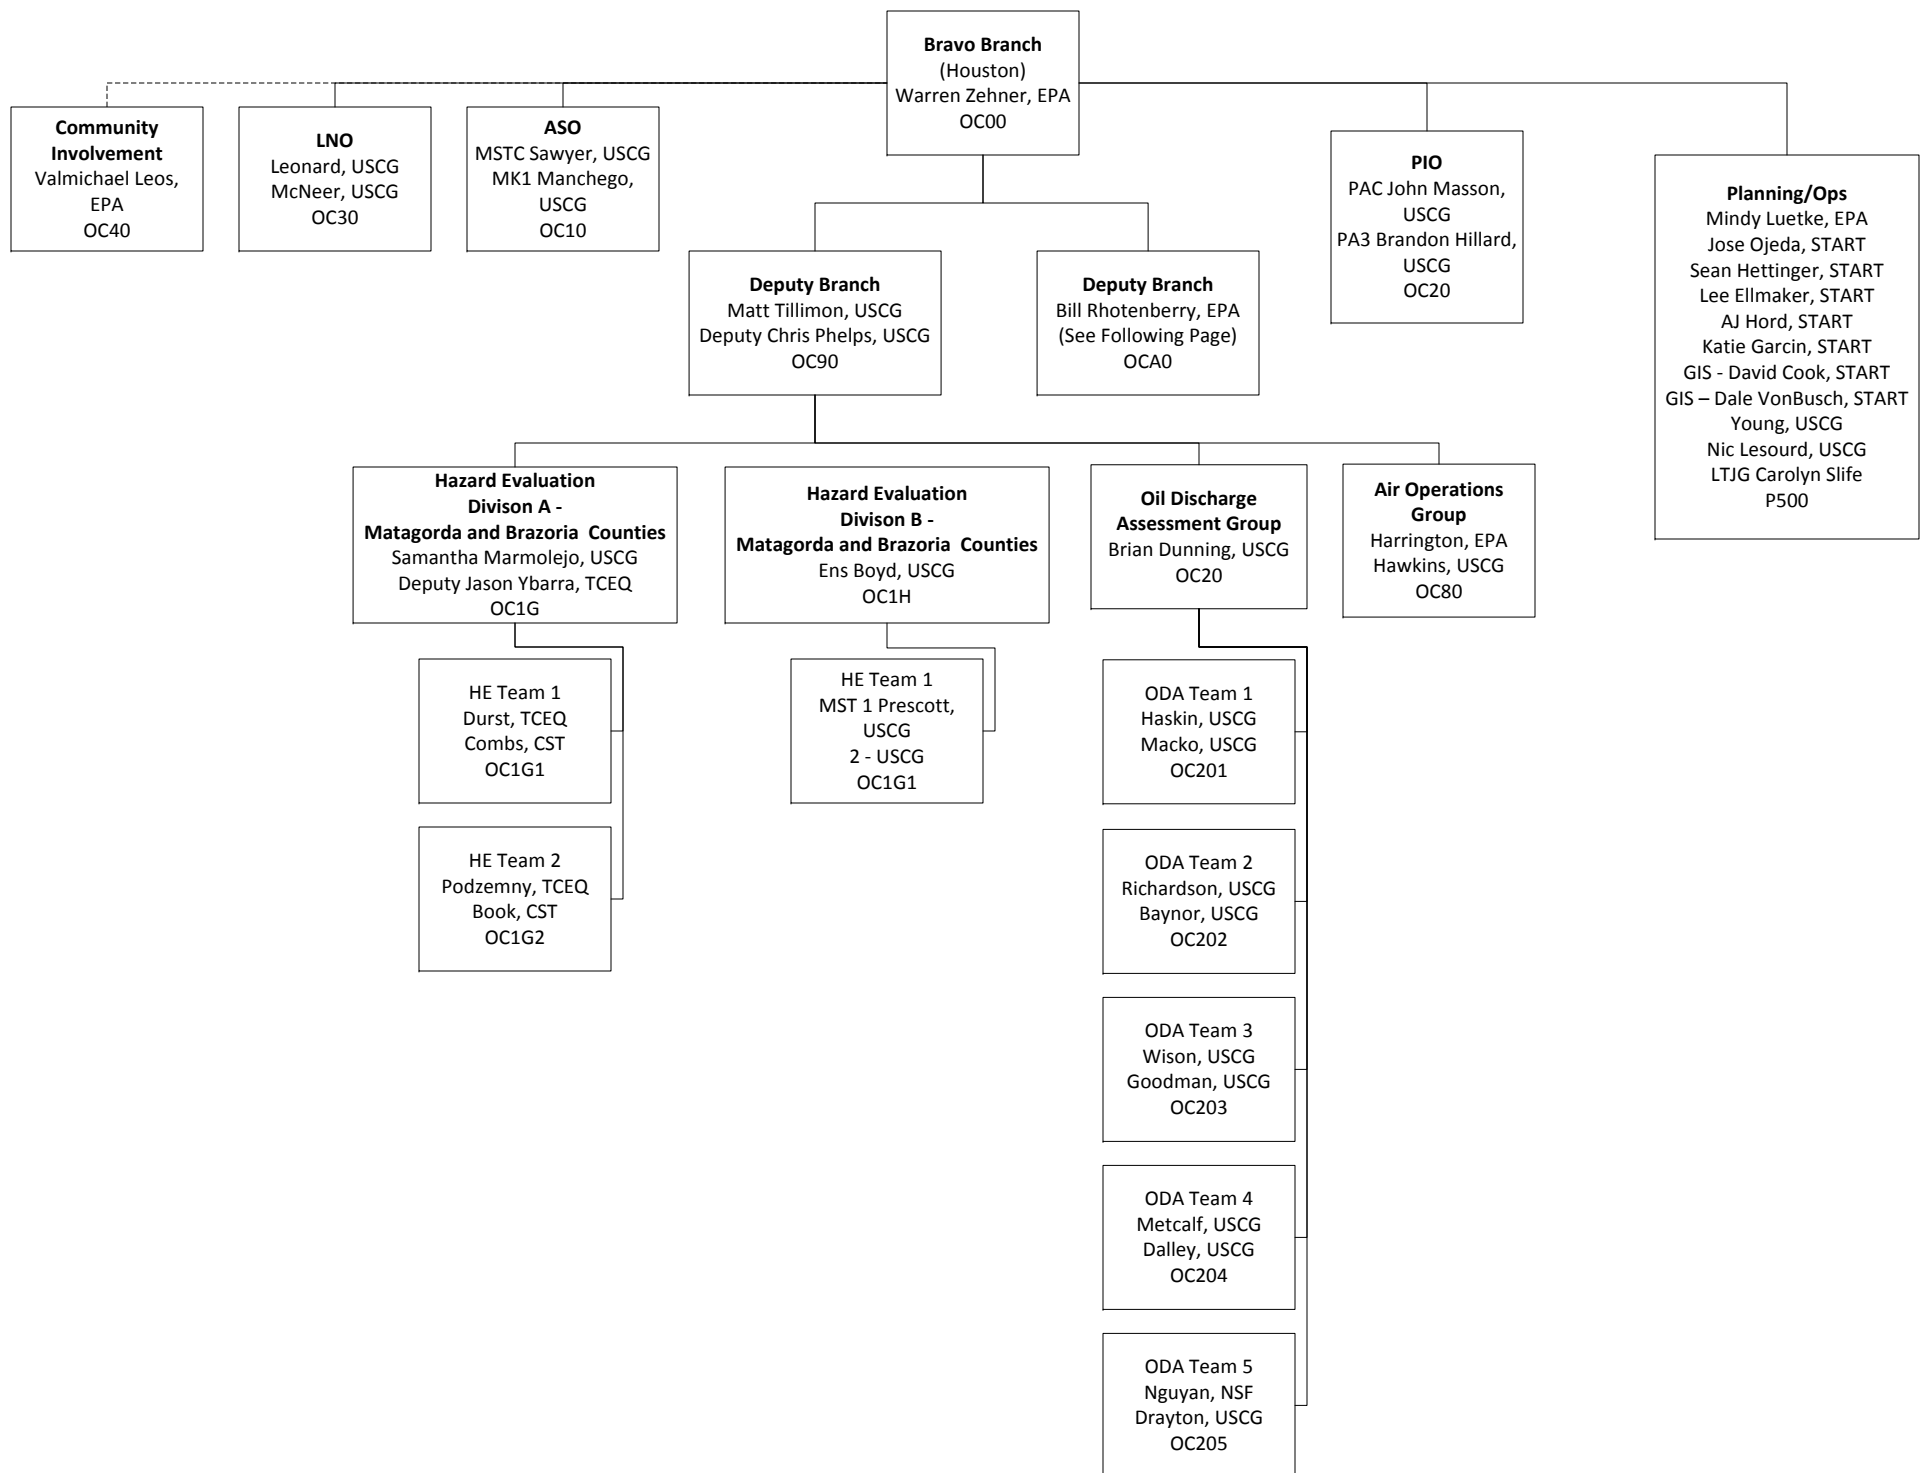 Bravo Branch
(Houston)
Warren Zehner, EPA
OC00
Community
Involvement
Valmichael Leos,
EPA
OC40
LNO
Leonard, USCG
McNeer, USCG
OC30
ASO
MSTC Sawyer, USCG
MK1 Manchego,
USCG
OC10
PIO
PAC John Masson,
USCG
PA3 Brandon Hillard,
USCG
OC20
Planning/Ops
Mindy Luetke, EPA
Jose Ojeda, START
Sean Hettinger, START
Lee Ellmaker, START
AJ Hord, START
Katie Garcin, START
GIS - David Cook, START
GIS – Dale VonBusch, START
Young, USCG
Nic Lesourd, USCG
LTJG Carolyn Slife
P500
Deputy Branch
Matt Tillimon, USCG
Deputy Chris Phelps, USCG
OC90
Deputy Branch
Bill Rhotenberry, EPA
(See Following Page)
OCA0
Hazard Evaluation
Divison A -
Matagorda and Brazoria  Counties
Samantha Marmolejo, USCG
Deputy Jason Ybarra, TCEQ
OC1G
Hazard Evaluation
Divison B -
Matagorda and Brazoria  Counties
Ens Boyd, USCG
OC1H
Oil Discharge
Assessment Group
Brian Dunning, USCG
OC20
Air Operations
Group
Harrington, EPA
Hawkins, USCG
OC80
HE Team 1
Durst, TCEQ
Combs, CST
OC1G1
HE Team 2
Podzemny, TCEQ
Book, CST
OC1G2
HE Team 1
MST 1 Prescott,
USCG
2 - USCG
OC1G1
ODA Team 1
Haskin, USCG
Macko, USCG
OC201
ODA Team 2
Richardson, USCG
Baynor, USCG
OC202
ODA Team 3
Wison, USCG
Goodman, USCG
OC203
ODA Team 4
Metcalf, USCG
Dalley, USCG
OC204
ODA Team 5
Nguyan, NSF
Drayton, USCG
OC205